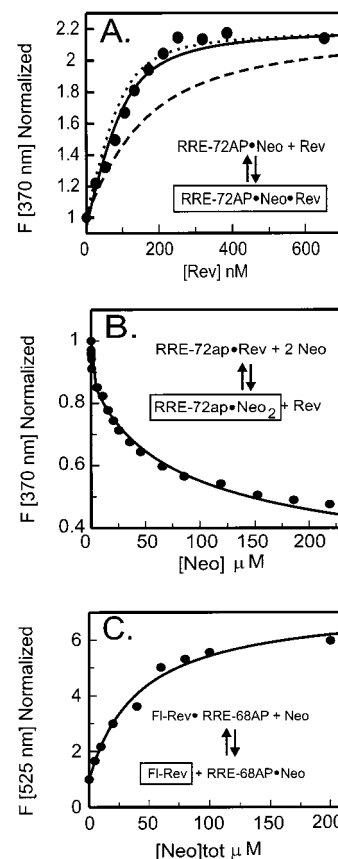 A.
F [370 nm] Normalized
2.2
2
1.8
1.6
1.4
1.2
1
RRE-72AP•Neo + Rev
RRE-72AP•Neo•Rev
0 200 400 600
[Rev] nM
B.
F [370 nm] Normalized
1
0.8
0.6
0.4
RRE-72ap•Rev + 2 Neo
RRE-72ap•Neo2 + Rev
0 50 100 150 200
[Neo] μM
C.
F [525 nm] Normalized
6
4
2
0
Fl-Rev• RRE-68AP + Neo
Fl-Rev + RRE-68AP•Neo
0 50 100 150 200
[Neo]tot μM